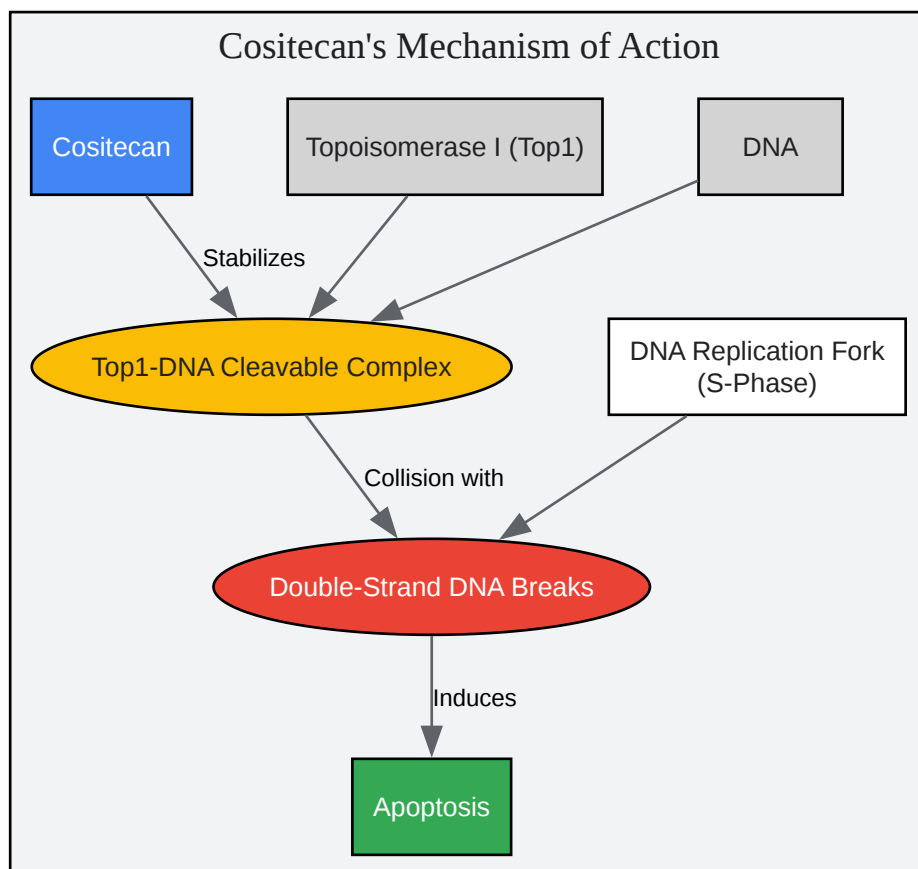 Cositecan's Mechanism of Action
Cositecan
Topoisomerase I (Top1)
DNA
Stabilizes
Top1-DNA Cleavable Complex
DNA Replication Fork
(S-Phase)
Collision with
Double-Strand DNA Breaks
Induces
Apoptosis